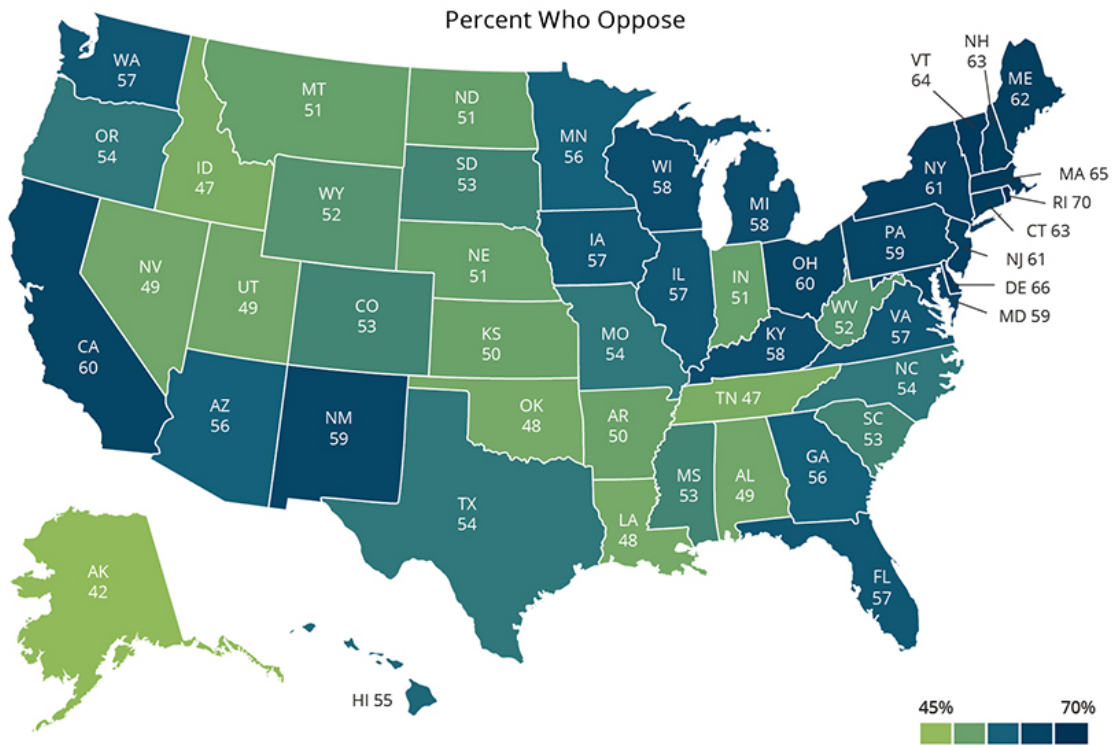 Percent Who Oppose
WA
57
OR
54
CA
60
ID
47
NV
49
MT
51
WY
52
UT
49
AZ
56
CO
53
NM
59
ND
51
SD
53
NE
51
KS
50
OK
48
TX
54
MN
56
IA
57
MO
54
AR
50
LA
48
WI
58
IL
57
MI
58
IN
51
OH
60
KY
58
TN 47
MS
53
AL
49
GA
56
FL
57
SC
53
NC
54
VA
57
WV
52
PA
59
NY
61
VT
64
NH
63
ME
62
MA 65
RI 70
CT 63
NJ 61
DE 66
MD 59
AK
42
HI 55
45% 70%